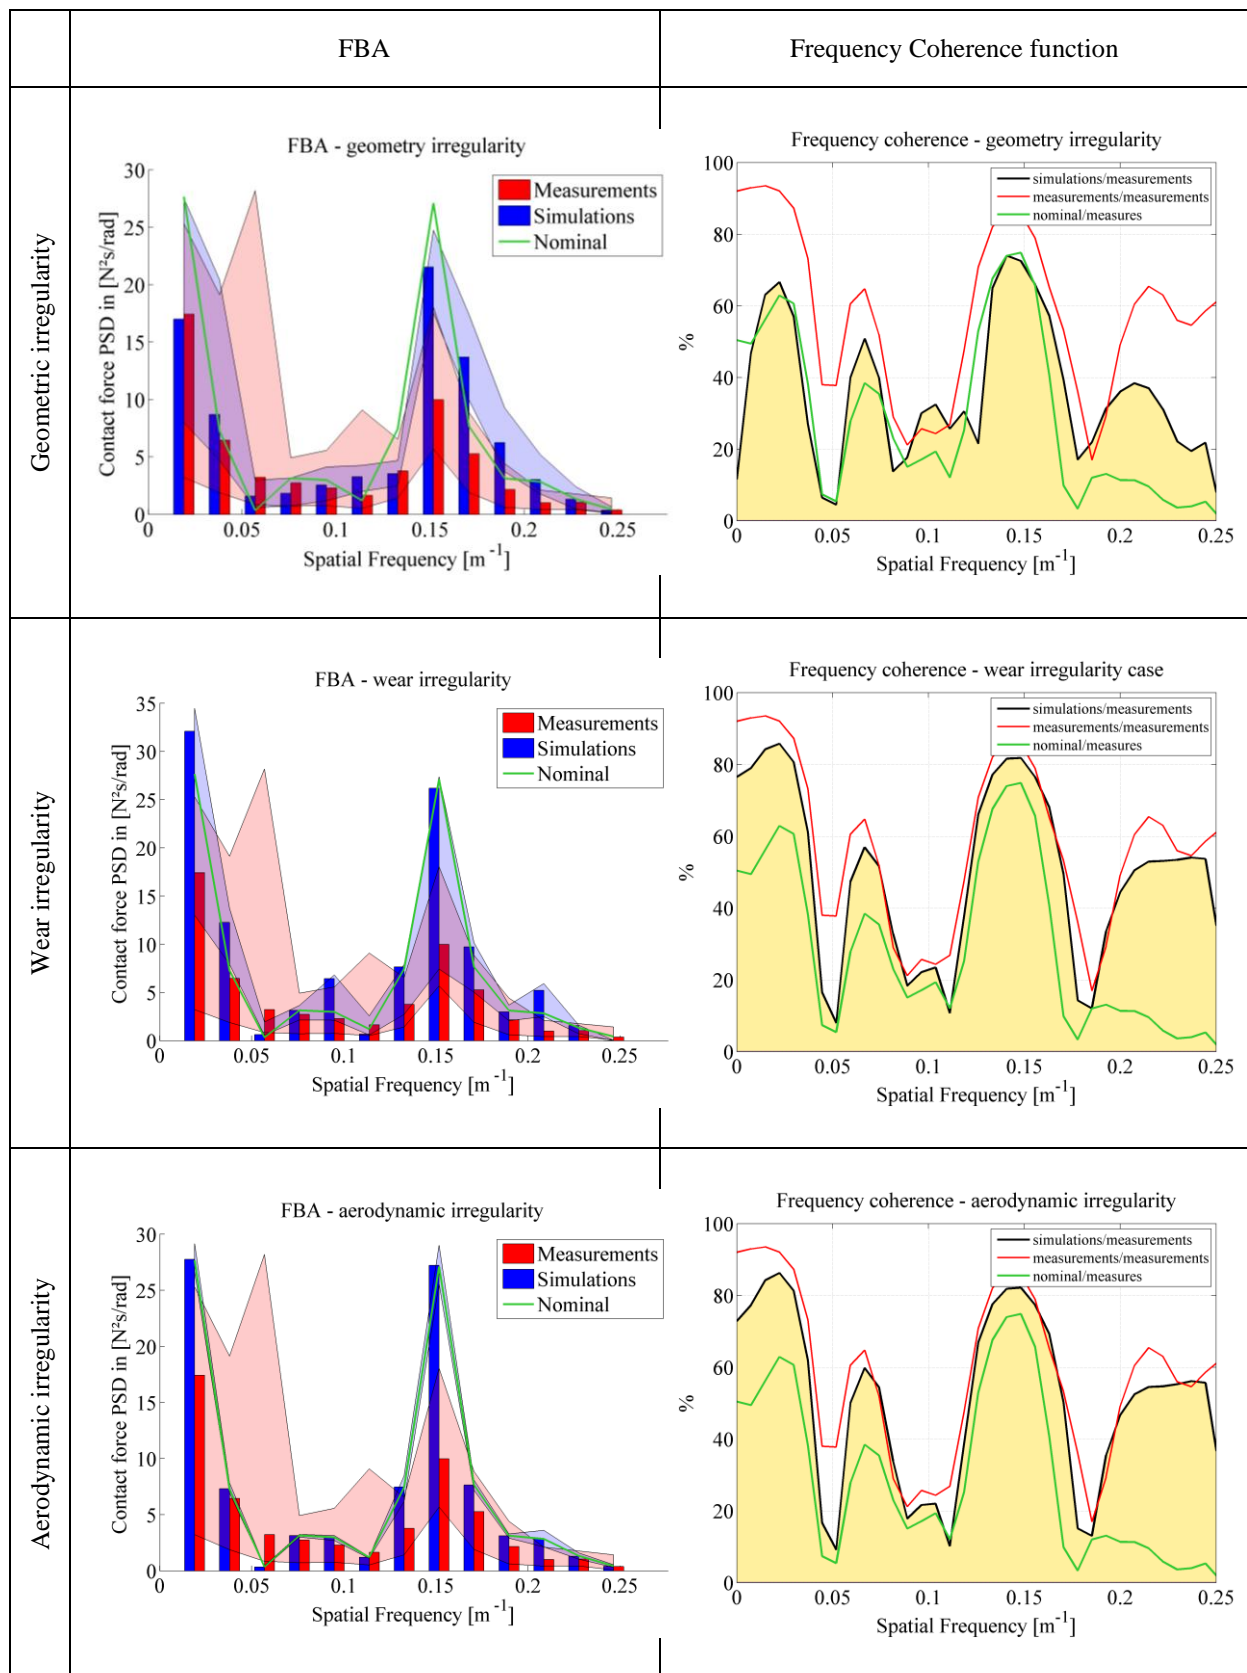 FBA
Frequency Coherence function
Geometric irregularity
FBA - geometry irregularity
Contact force PSD in [N²s/rad]
30
25
20
15
10
5
0
Measurements
Simulations
Nominal
0 0.05 0.1 0.15 0.2 0.25
Spatial Frequency [m⁻¹]
Frequency coherence - geometry irregularity
%
100
80
60
40
20
0
simulations/measurements
measurements/measurements
nominal/measures
0 0.05 0.1 0.15 0.2 0.25
Spatial Frequency [m⁻¹]
Wear irregularity
FBA - wear irregularity
Contact force PSD in [N²s/rad]
35
30
25
20
15
10
5
0
Measurements
Simulations
Nominal
0 0.05 0.1 0.15 0.2 0.25
Spatial Frequency [m⁻¹]
Frequency coherence - wear irregularity case
%
100
80
60
40
20
0
simulations/measurements
measurements/measurements
nominal/measures
0 0.05 0.1 0.15 0.2 0.25
Spatial Frequency [m⁻¹]
Aerodynamic irregularity
FBA - aerodynamic irregularity
Contact force PSD in [N²s/rad]
30
25
20
15
10
5
0
Measurements
Simulations
Nominal
0 0.05 0.1 0.15 0.2 0.25
Spatial Frequency [m⁻¹]
Frequency coherence - aerodynamic irregularity
%
100
80
60
40
20
0
simulations/measurements
measurements/measurements
nominal/measures
0 0.05 0.1 0.15 0.2 0.25
Spatial Frequency [m⁻¹]